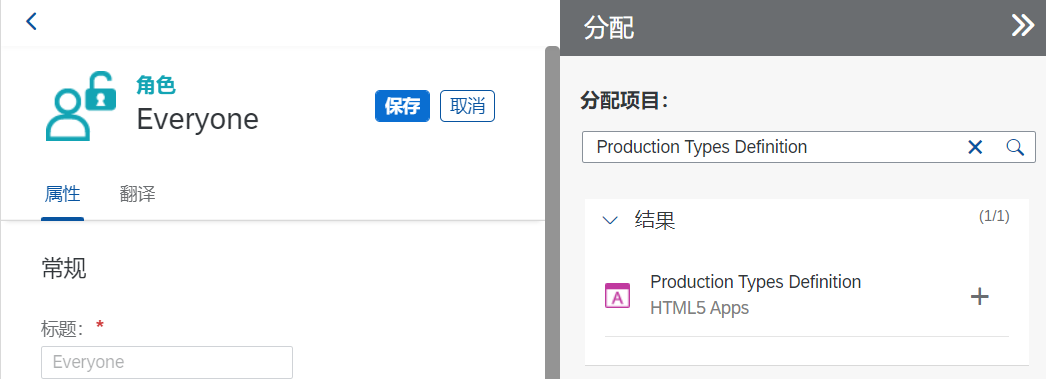 角色
Everyone
保存
取消
属性
翻译
常规
标题: *
Everyone
分配
分配项目:
Production Types Definition
结果
(1/1)
A
Production Types Definition
HTML5 Apps